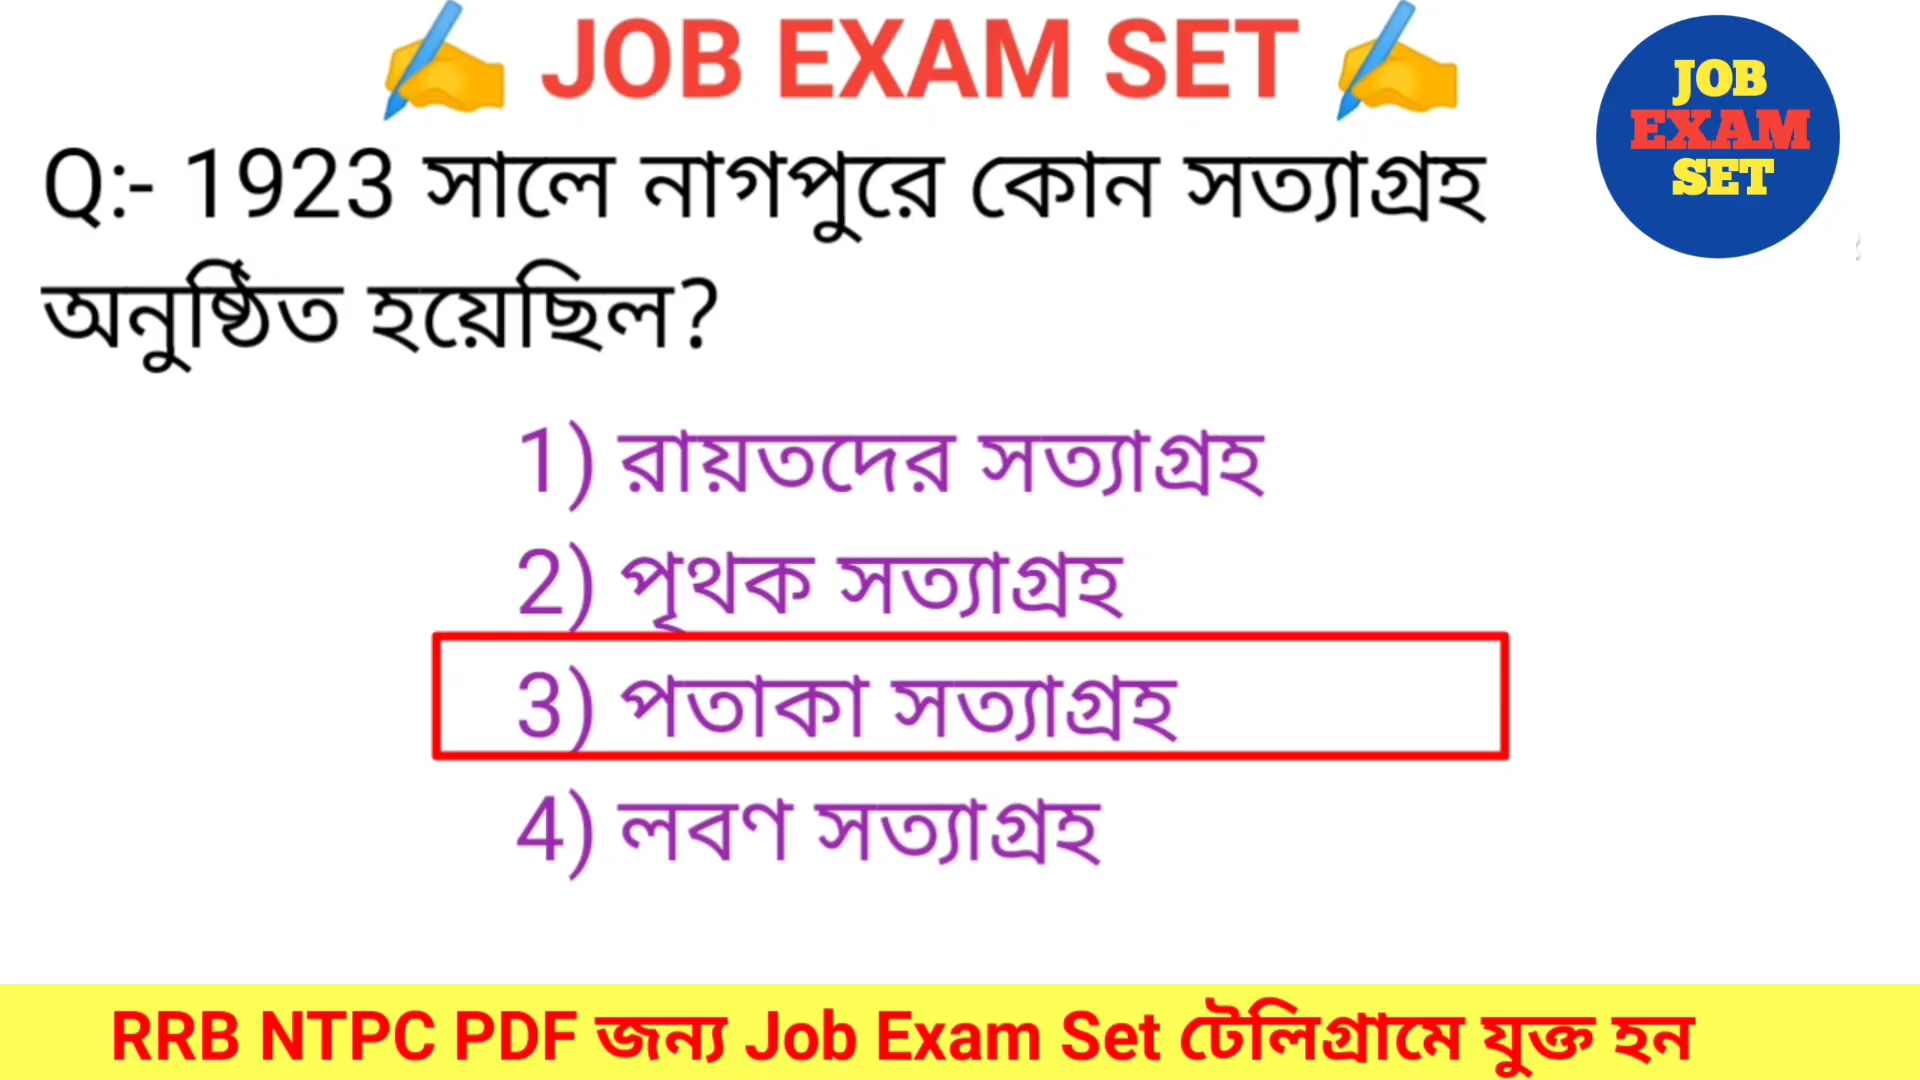 ✍ JOB EXAM SET ✍
JOB
EXAM
SET
Q:- 1923 সালে নাগপুরে কোন সত্যাগ্রহ
অনুষ্ঠিত হয়েছিল?
1) রায়তদের সত্যাগ্রহ
2) পৃথক সত্যাগ্রহ
3) পতাকা সত্যাগ্রহ
4) লবণ সত্যাগ্রহ
RRB NTPC PDF জন্য Job Exam Set টেলিগ্রামে যুক্ত হন